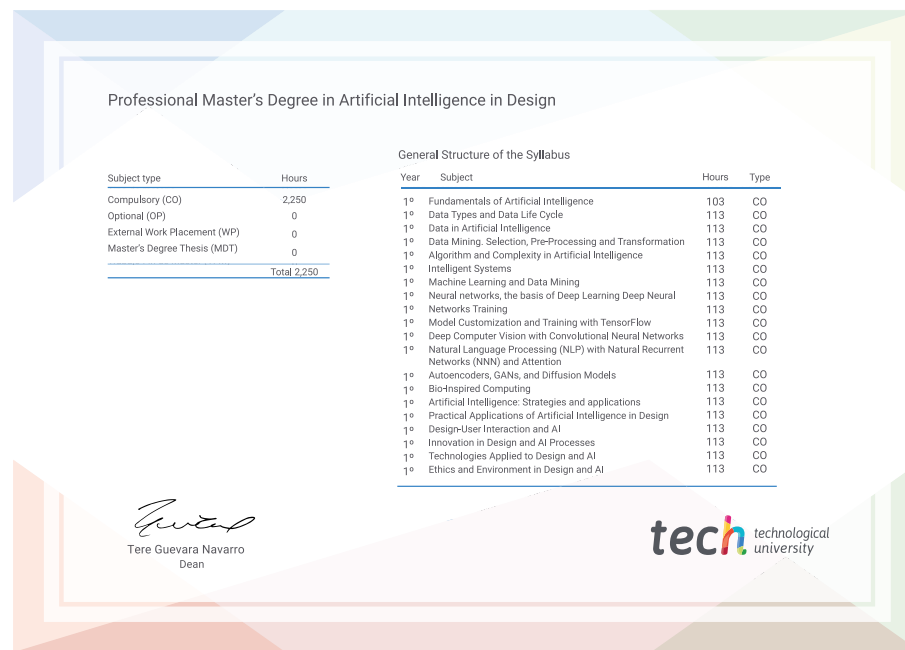 Professional Master's Degree in Artificial Intelligence in Design
Subject type Hours
Compulsory (CO) 2,250
Optional (OP) 0
External Work Placement (WP) 0
Master's Degree Thesis (MDT) 0
Total 2,250
General Structure of the Syllabus
Year Subject Hours Type
1º Fundamentals of Artificial Intelligence 103 CO
1º Data Types and Data Life Cycle 113 CO
1º Data in Artificial Intelligence 113 CO
1º Data Mining. Selection, Pre-Processing and Transformation 113 CO
1º Algorithm and Complexity in Artificial Intelligence 113 CO
1º Intelligent Systems 113 CO
1º Machine Learning and Data Mining 113 CO
1º Neural networks, the basis of Deep Learning Deep Neural 113 CO
1º Networks Training 113 CO
1º Model Customization and Training with TensorFlow 113 CO
1º Deep Computer Vision with Convolutional Neural Networks 113 CO
1º Natural Language Processing (NLP) with Natural Recurrent 113 CO
Networks (NNN) and Attention
1º Autoencoders, GANs, and Diffusion Models 113 CO
1º Bio-Inspired Computing 113 CO
1º Artificial Intelligence: Strategies and applications 113 CO
1º Practical Applications of Artificial Intelligence in Design 113 CO
1º Design-User Interaction and AI 113 CO
1º Innovation in Design and AI Processes 113 CO
1º Technologies Applied to Design and AI 113 CO
1º Ethics and Environment in Design and AI 113 CO
Tere Guevara Navarro
Dean
tech technological
university